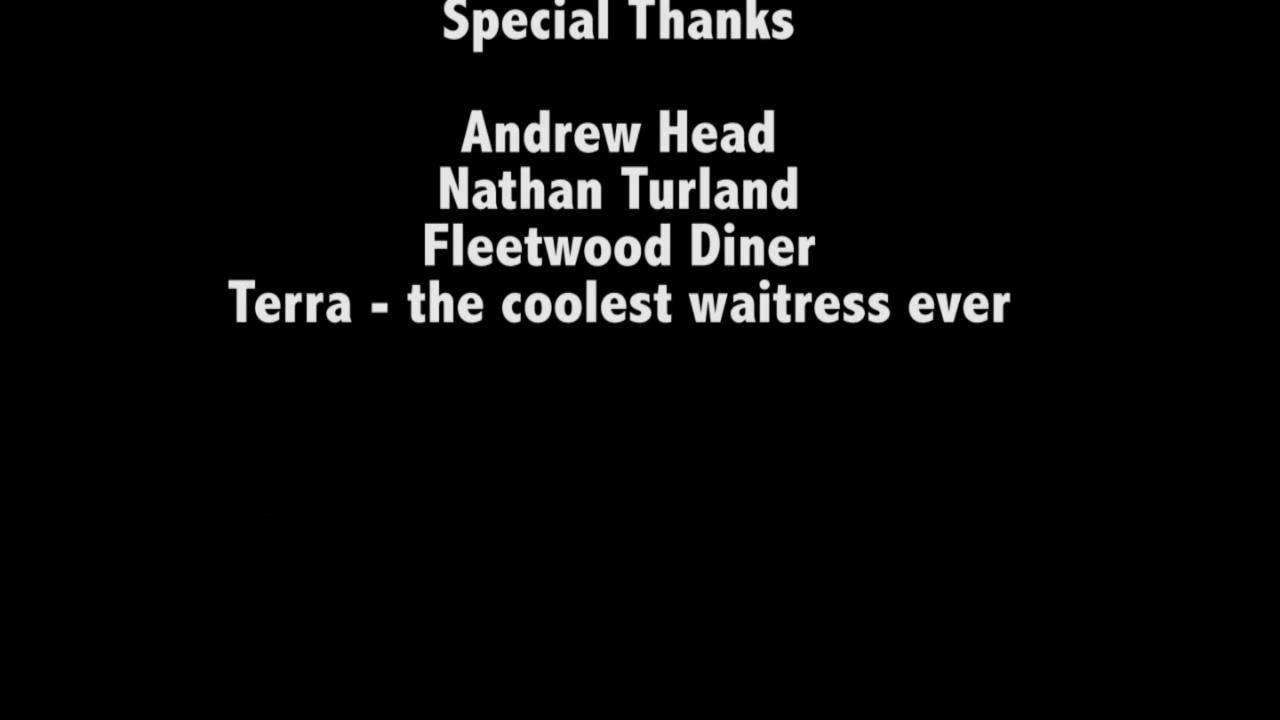 Special Thanks
Andrew Head
Nathan Turland
Fleetwood Diner
Terra - the coolest waitress ever